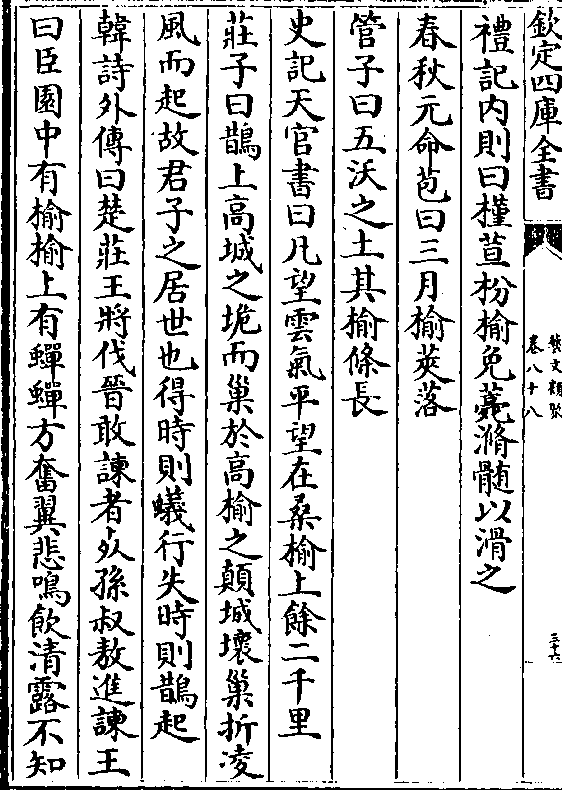 欽定四庫全書
藝文類聚
卷八十八
三十六
禮記內則曰槿荁枌榆免薧滫髓以滑之
春秋元命苞曰三月榆莢落
管子曰五沃之土其榆條長
史記天官書曰凡望雲氣平望在桑榆上餘二千里
莊子曰鵲上高城之垝而巢於高榆之顛城壞巢折凌
風而起故君子之居世也得時則蟻行失時則鵲起
韓詩外傳曰楚莊王將伐晉敢諫者死孫叔敖進諫王
曰臣園中有榆榆上有蟬蟬方奮翼悲鳴飲清露不知